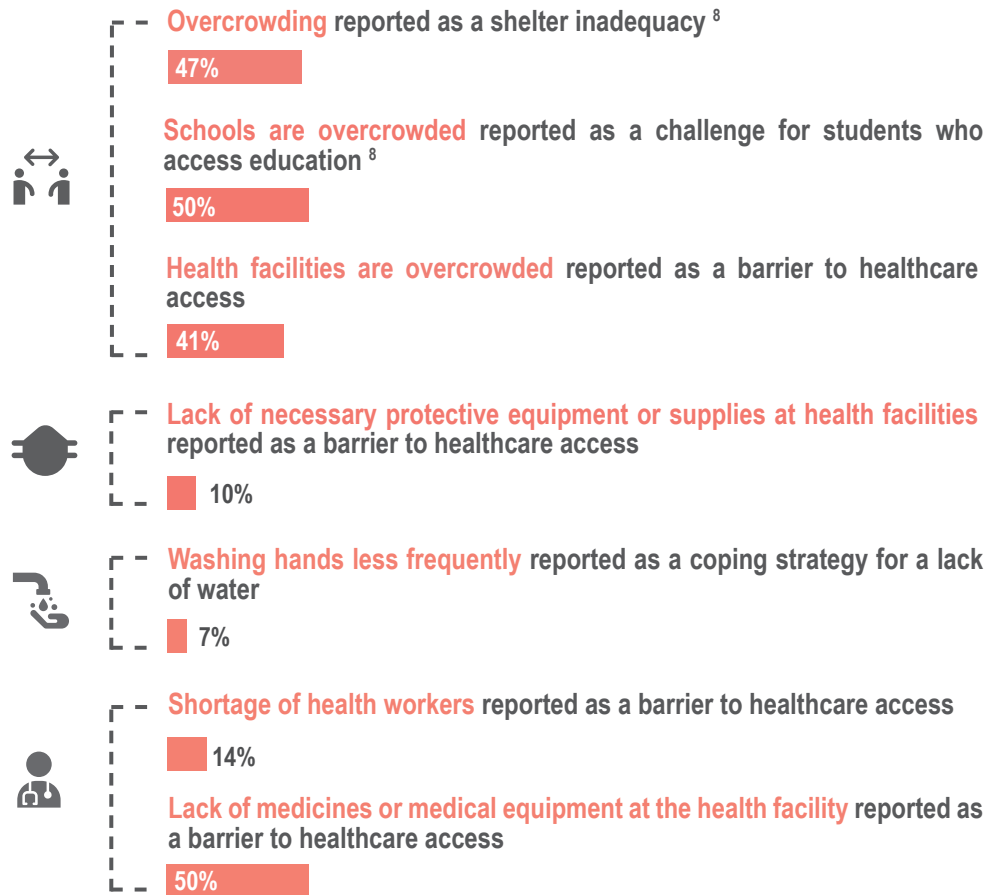 Overcrowding reported as a shelter inadequacy 8
47%
Schools are overcrowded reported as a challenge for students who
access education 8
50%
Health facilities are overcrowded reported as a barrier to healthcare
access
41%
Lack of necessary protective equipment or supplies at health facilities
reported as a barrier to healthcare access
10%
Washing hands less frequently reported as a coping strategy for a lack
of water
7%
Shortage of health workers reported as a barrier to healthcare access
14%
Lack of medicines or medical equipment at the health facility reported as
a barrier to healthcare access
50%